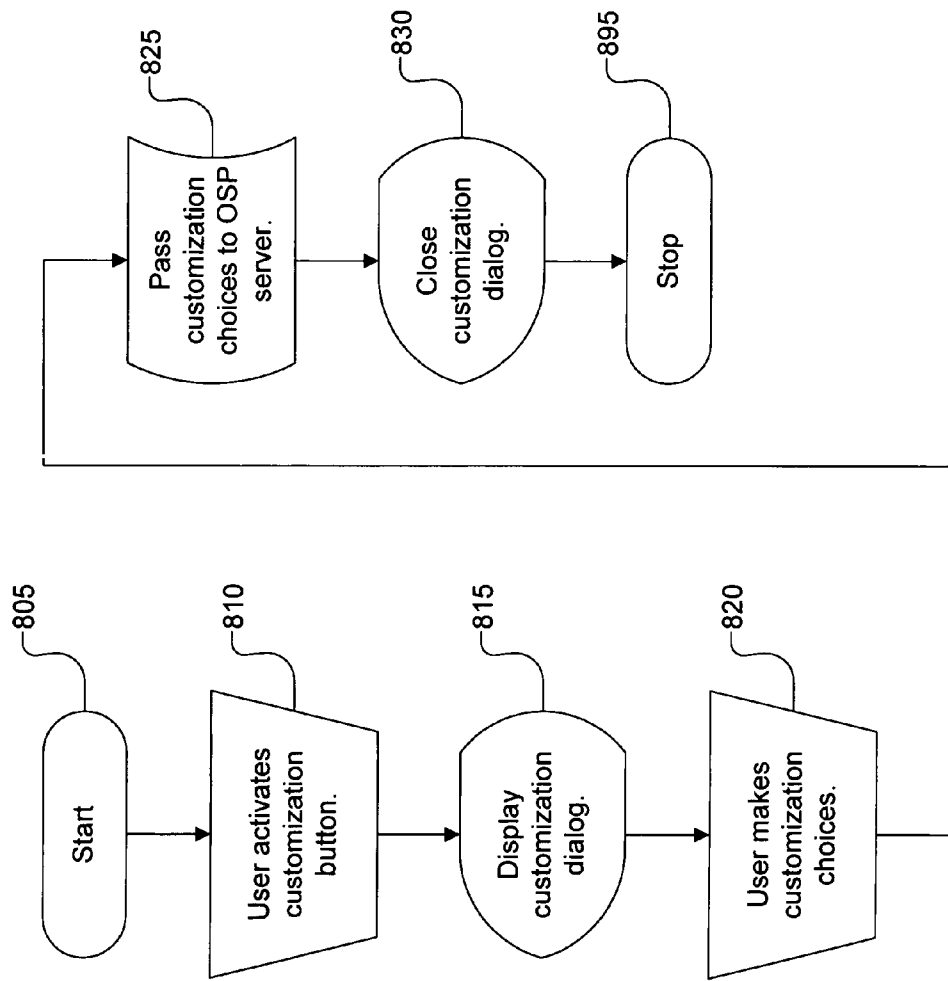 805
Start
810
User activates
customization
button.
815
Display
customization
dialog.
820
User makes
customization
choices.
825
Pass
customization
choices to OSP
server.
830
Close
customization
dialog.
895
Stop